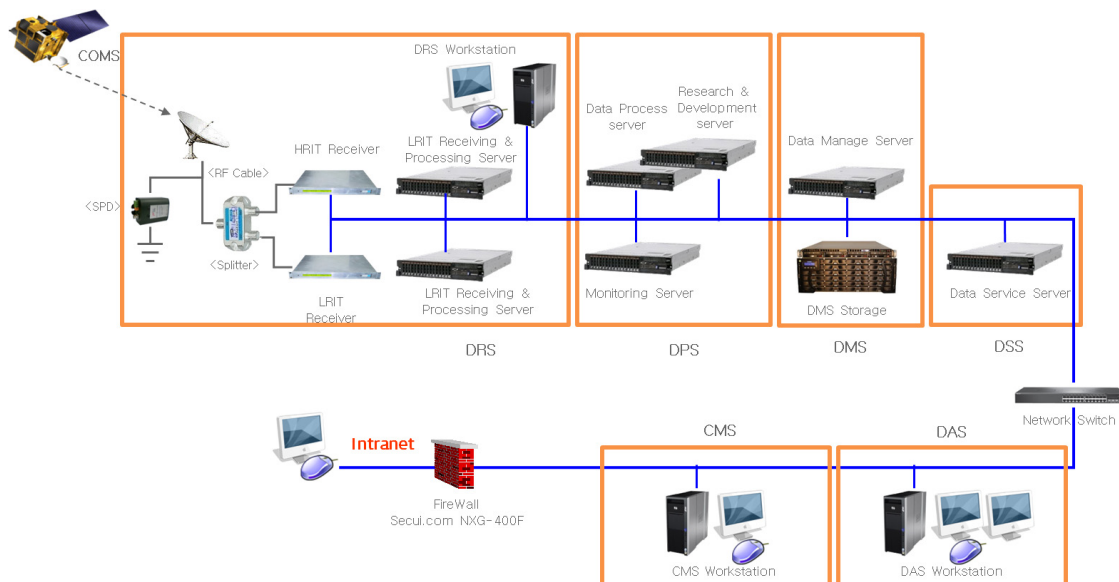 COMS
DRS Workstation
Research &
Development
server
Data Process
server
HRIT Receiver
LRIT Receiving &
Processing Server
Data Manage Server
<RF Cable>
<SPD>
<Splitter>
LRIT
Receiver
LRIT Receiving &
Processing Server
Monitoring Server
DMS Storage
Data Service Server
DRS
DPS
DMS
DSS
Network Switch
CMS
DAS
Intranet
FireWall
Secui.com NXG-400F
CMS Workstation
DAS Workstation